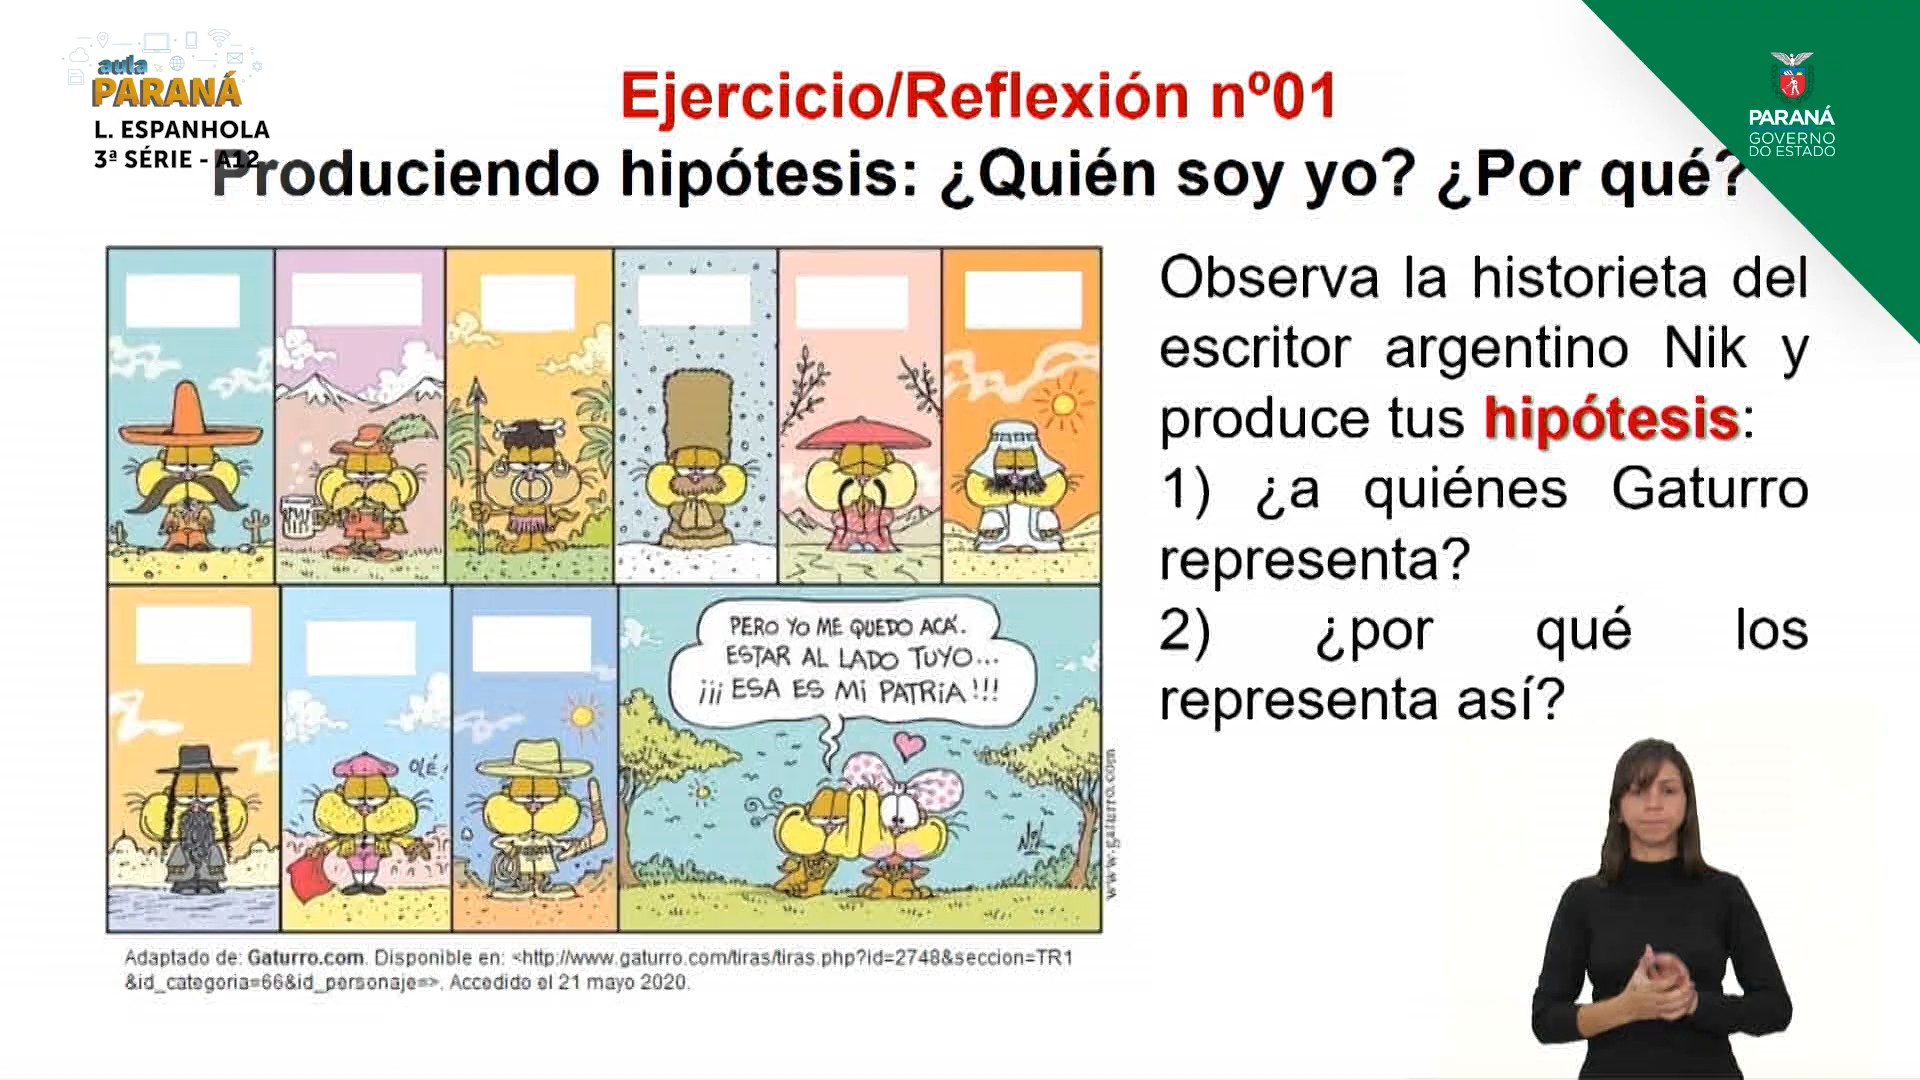 aula
PARANÁ
L. ESPANHOLA
3ª SÉRIE - A12
PARANÁ
GOVERNO
DO ESTADO
Ejercicio/Reflexión nº01
Produciendo hipótesis: ¿Quién soy yo? ¿Por qué?
OLÉ!
PERO YO ME QUEDO ACÁ.
ESTAR AL LADO TUYO...
¡¡¡ ESA ES Mi PATRiA !!!
Nik
www.gaturro.com
Adaptado de: Gaturro.com. Disponible en: <http://www.gaturro.com/tiras/tiras.php?id=2748&seccion=TR1
&id_categoria=66&id_personaje=>. Accedido el 21 mayo 2020.
Observa la historieta del
escritor argentino Nik y
produce tus hipótesis:
1) ¿a quiénes Gaturro
representa?
2) ¿por qué los
representa así?